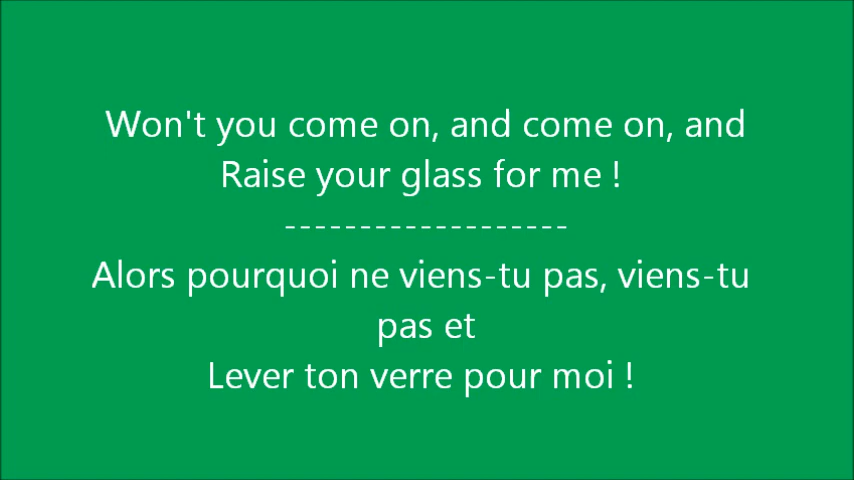 Won't you come on, and come on, and
Raise your glass for me !
-------------------
Alors pourquoi ne viens-tu pas, viens-tu
pas et
Lever ton verre pour moi !